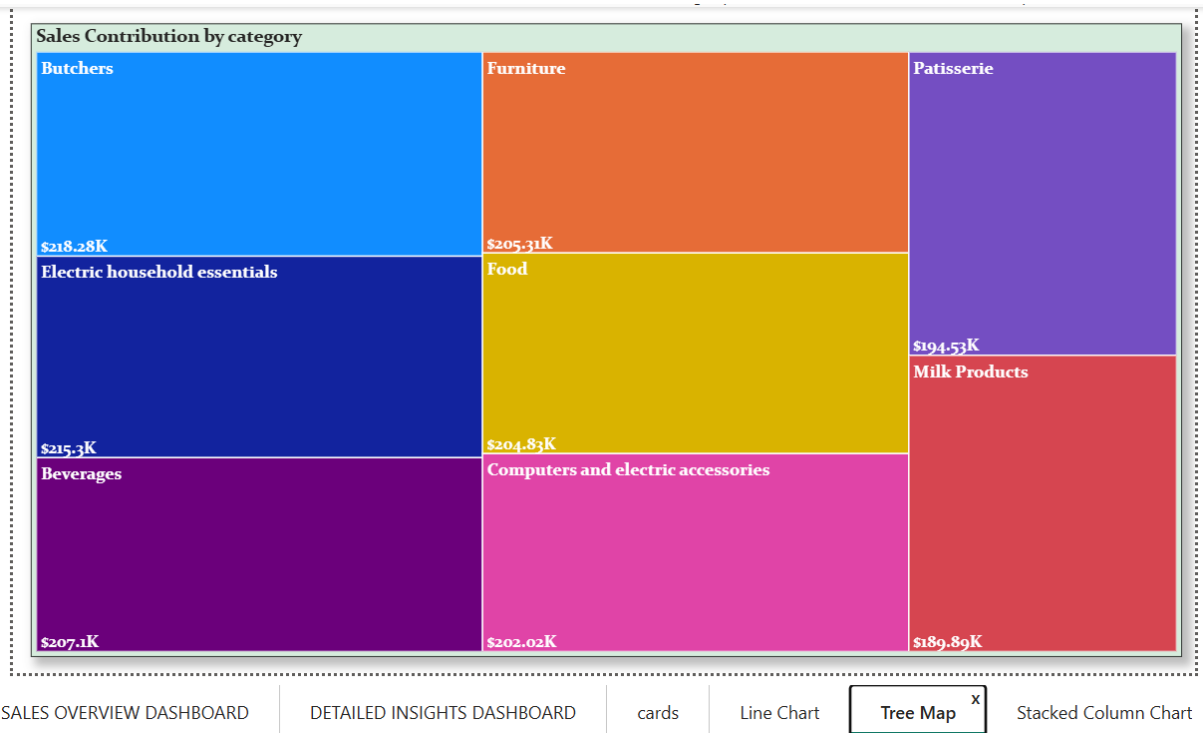 Sales Contribution by category
Butchers
$218.28K
Electric household essentials
$215.3K
Beverages
$207.1K
Furniture
$205.31K
Food
$204.83K
Computers and electric accessories
$202.02K
Patisserie
$194.53K
Milk Products
$189.89K
SALES OVERVIEW DASHBOARD
DETAILED INSIGHTS DASHBOARD
cards
Line Chart
Tree Map
x
Stacked Column Chart